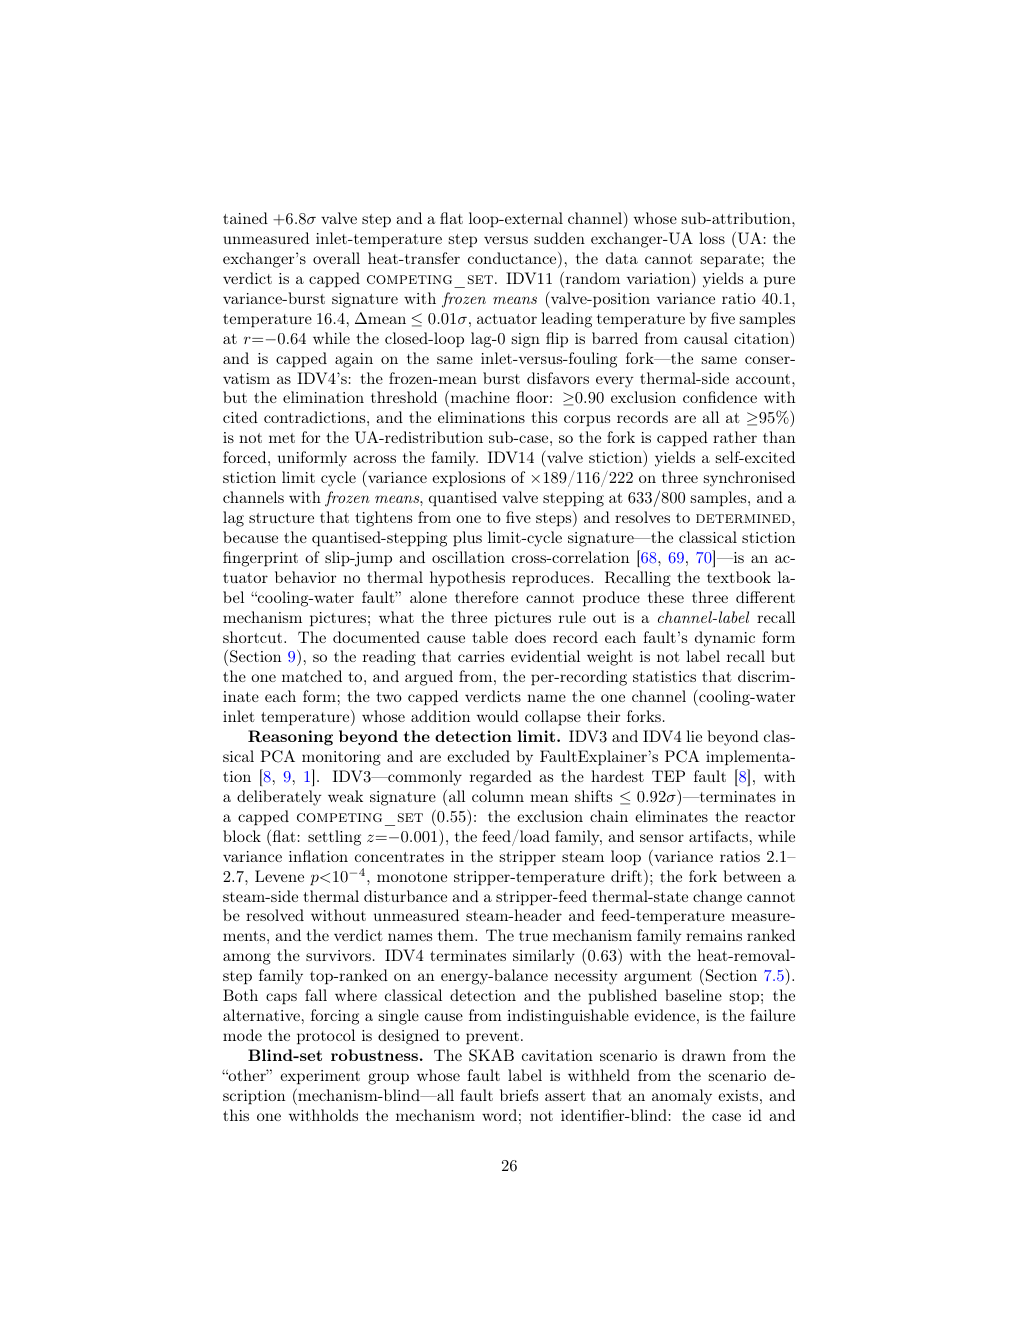 tained +6.8σ valve step and a flat loop-external channel) whose sub-attribution,
unmeasured inlet-temperature step versus sudden exchanger-UA loss (UA: the
exchanger's overall heat-transfer conductance), the data cannot separate; the
verdict is a capped COMPETING_SET. IDV11 (random variation) yields a pure
variance-burst signature with frozen means (valve-position variance ratio 40.1,
temperature 16.4, Δmean ≤ 0.01σ, actuator leading temperature by five samples
at r=−0.64 while the closed-loop lag-0 sign flip is barred from causal citation)
and is capped again on the same inlet-versus-fouling fork—the same conser-
vatism as IDV4's: the frozen-mean burst disfavors every thermal-side account,
but the elimination threshold (machine floor: ≥0.90 exclusion confidence with
cited contradictions, and the eliminations this corpus records are all at ≥95%)
is not met for the UA-redistribution sub-case, so the fork is capped rather than
forced, uniformly across the family. IDV14 (valve stiction) yields a self-excited
stiction limit cycle (variance explosions of ×189/116/222 on three synchronised
channels with frozen means, quantised valve stepping at 633/800 samples, and a
lag structure that tightens from one to five steps) and resolves to DETERMINED,
because the quantised-stepping plus limit-cycle signature—the classical stiction
fingerprint of slip-jump and oscillation cross-correlation [68, 69, 70]—is an ac-
tuator behavior no thermal hypothesis reproduces. Recalling the textbook la-
bel “cooling-water fault” alone therefore cannot produce these three different
mechanism pictures; what the three pictures rule out is a channel-label recall
shortcut. The documented cause table does record each fault's dynamic form
(Section 9), so the reading that carries evidential weight is not label recall but
the one matched to, and argued from, the per-recording statistics that discrim-
inate each form; the two capped verdicts name the one channel (cooling-water
inlet temperature) whose addition would collapse their forks.
Reasoning beyond the detection limit. IDV3 and IDV4 lie beyond clas-
sical PCA monitoring and are excluded by FaultExplainer's PCA implementa-
tion [8, 9, 1]. IDV3—commonly regarded as the hardest TEP fault [8], with
a deliberately weak signature (all column mean shifts ≤ 0.92σ)—terminates in
a capped COMPETING_SET (0.55): the exclusion chain eliminates the reactor
block (flat: settling z=−0.001), the feed/load family, and sensor artifacts, while
variance inflation concentrates in the stripper steam loop (variance ratios 2.1–
2.7, Levene p<10⁻⁴, monotone stripper-temperature drift); the fork between a
steam-side thermal disturbance and a stripper-feed thermal-state change cannot
be resolved without unmeasured steam-header and feed-temperature measure-
ments, and the verdict names them. The true mechanism family remains ranked
among the survivors. IDV4 terminates similarly (0.63) with the heat-removal-
step family top-ranked on an energy-balance necessity argument (Section 7.5).
Both caps fall where classical detection and the published baseline stop; the
alternative, forcing a single cause from indistinguishable evidence, is the failure
mode the protocol is designed to prevent.
Blind-set robustness. The SKAB cavitation scenario is drawn from the
“other” experiment group whose fault label is withheld from the scenario de-
scription (mechanism-blind—all fault briefs assert that an anomaly exists, and
this one withholds the mechanism word; not identifier-blind: the case id and
26